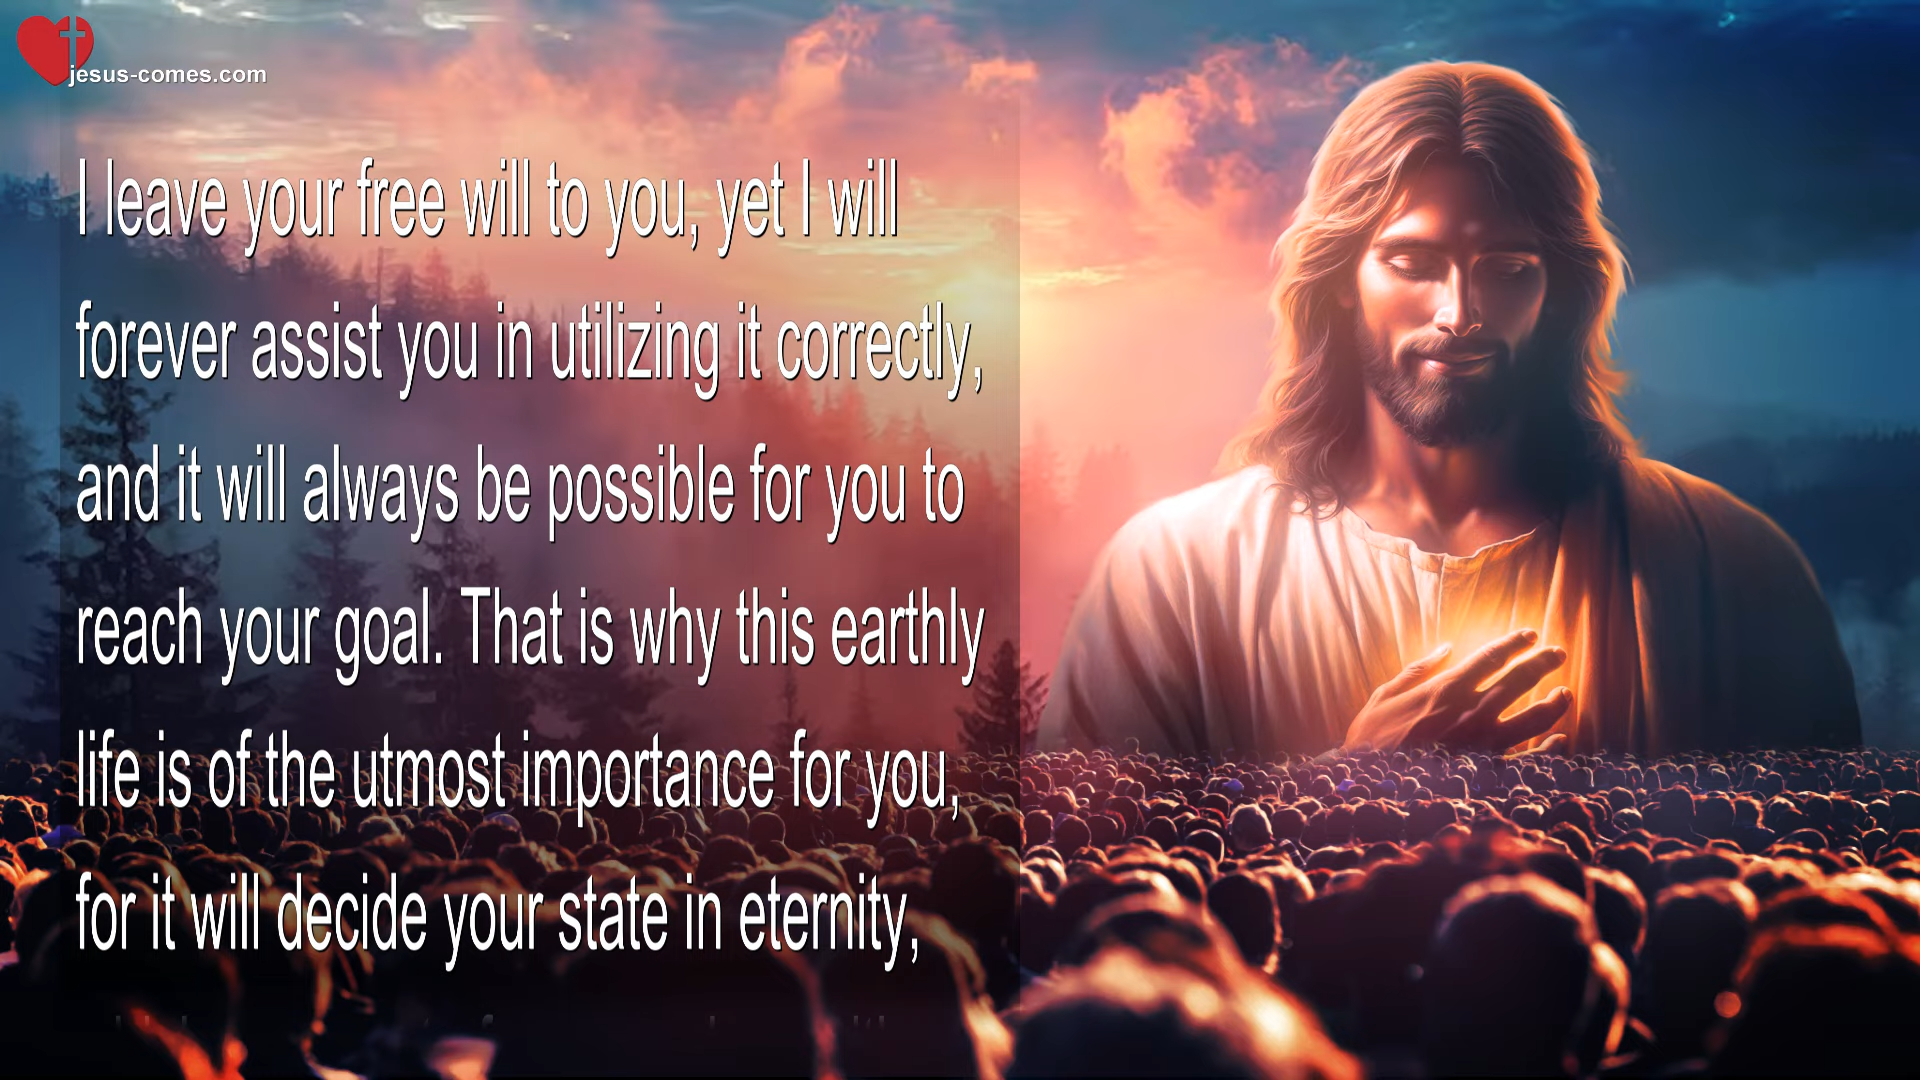 jesus-comes.com
I leave your free will to you, yet I will
forever assist you in utilizing it correctly,
and it will always be possible for you to
reach your goal. That is why this earthly
life is of the utmost importance for you,
for it will decide your state in eternity,